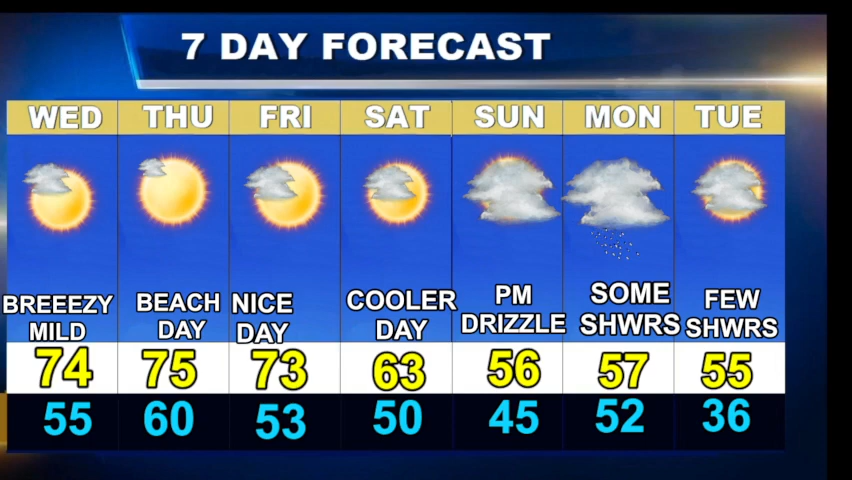 7 DAY FORECAST
WED THU FRI SAT SUN MON TUE
BREEEZY
MILD
BEACH
DAY
NICE
DAY
COOLER
DAY
PM
DRIZZLE
SOME
SHWRS
FEW
SHWRS
74 75 73 63 56 57 55
55 60 53 50 45 52 36